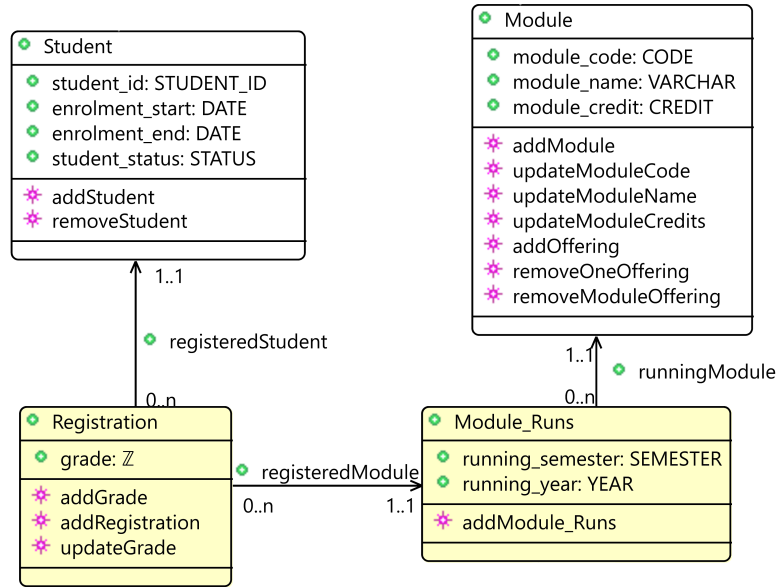 Student
student_id: STUDENT_ID
enrolment_start: DATE
enrolment_end: DATE
student_status: STATUS
addStudent
removeStudent
Module
module_code: CODE
module_name: VARCHAR
module_credit: CREDIT
addModule
updateModuleCode
updateModuleName
updateModuleCredits
addOffering
removeOneOffering
removeModuleOffering
1..1
registeredStudent
0..n
1..1
runningModule
0..n
Registration
grade: ℤ
addGrade
addRegistration
updateGrade
registeredModule
0..n
1..1
Module_Runs
running_semester: SEMESTER
running_year: YEAR
addModule_Runs